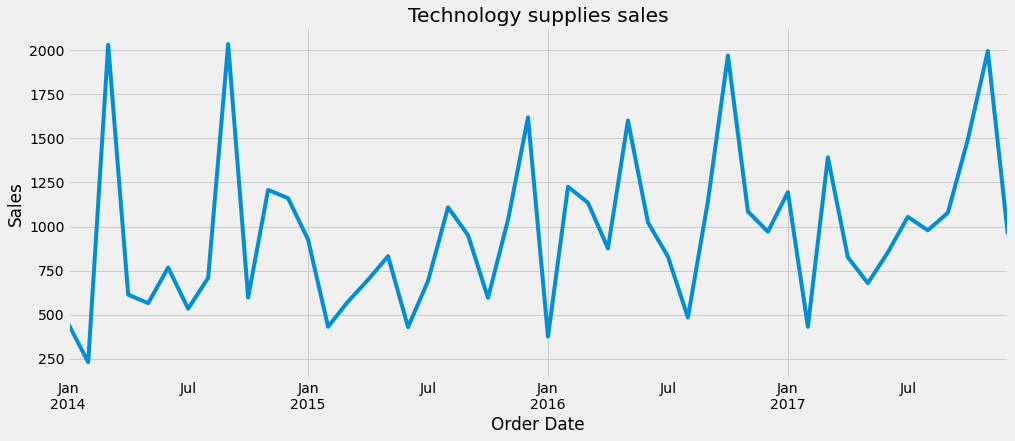 Technology supplies sales
Sales
2000
1750
1500
1250
1000
750
500
250
Jan Jul Jan Jul Jan Jul Jan Jul
2014 2015 2016 2017
Order Date